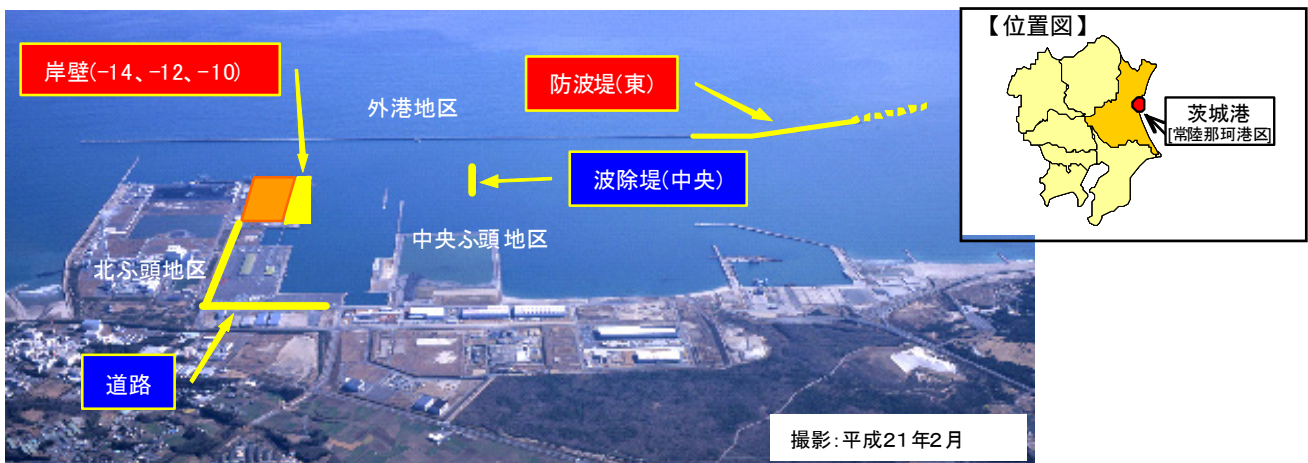 岸壁(-14、-12、-10)
防波堤(東)
外港地区
波除堤(中央)
中央ふ頭地区
北ふ頭地区
道路
撮影:平成21年2月
【位置図】
茨城港
[常陸那珂港区]